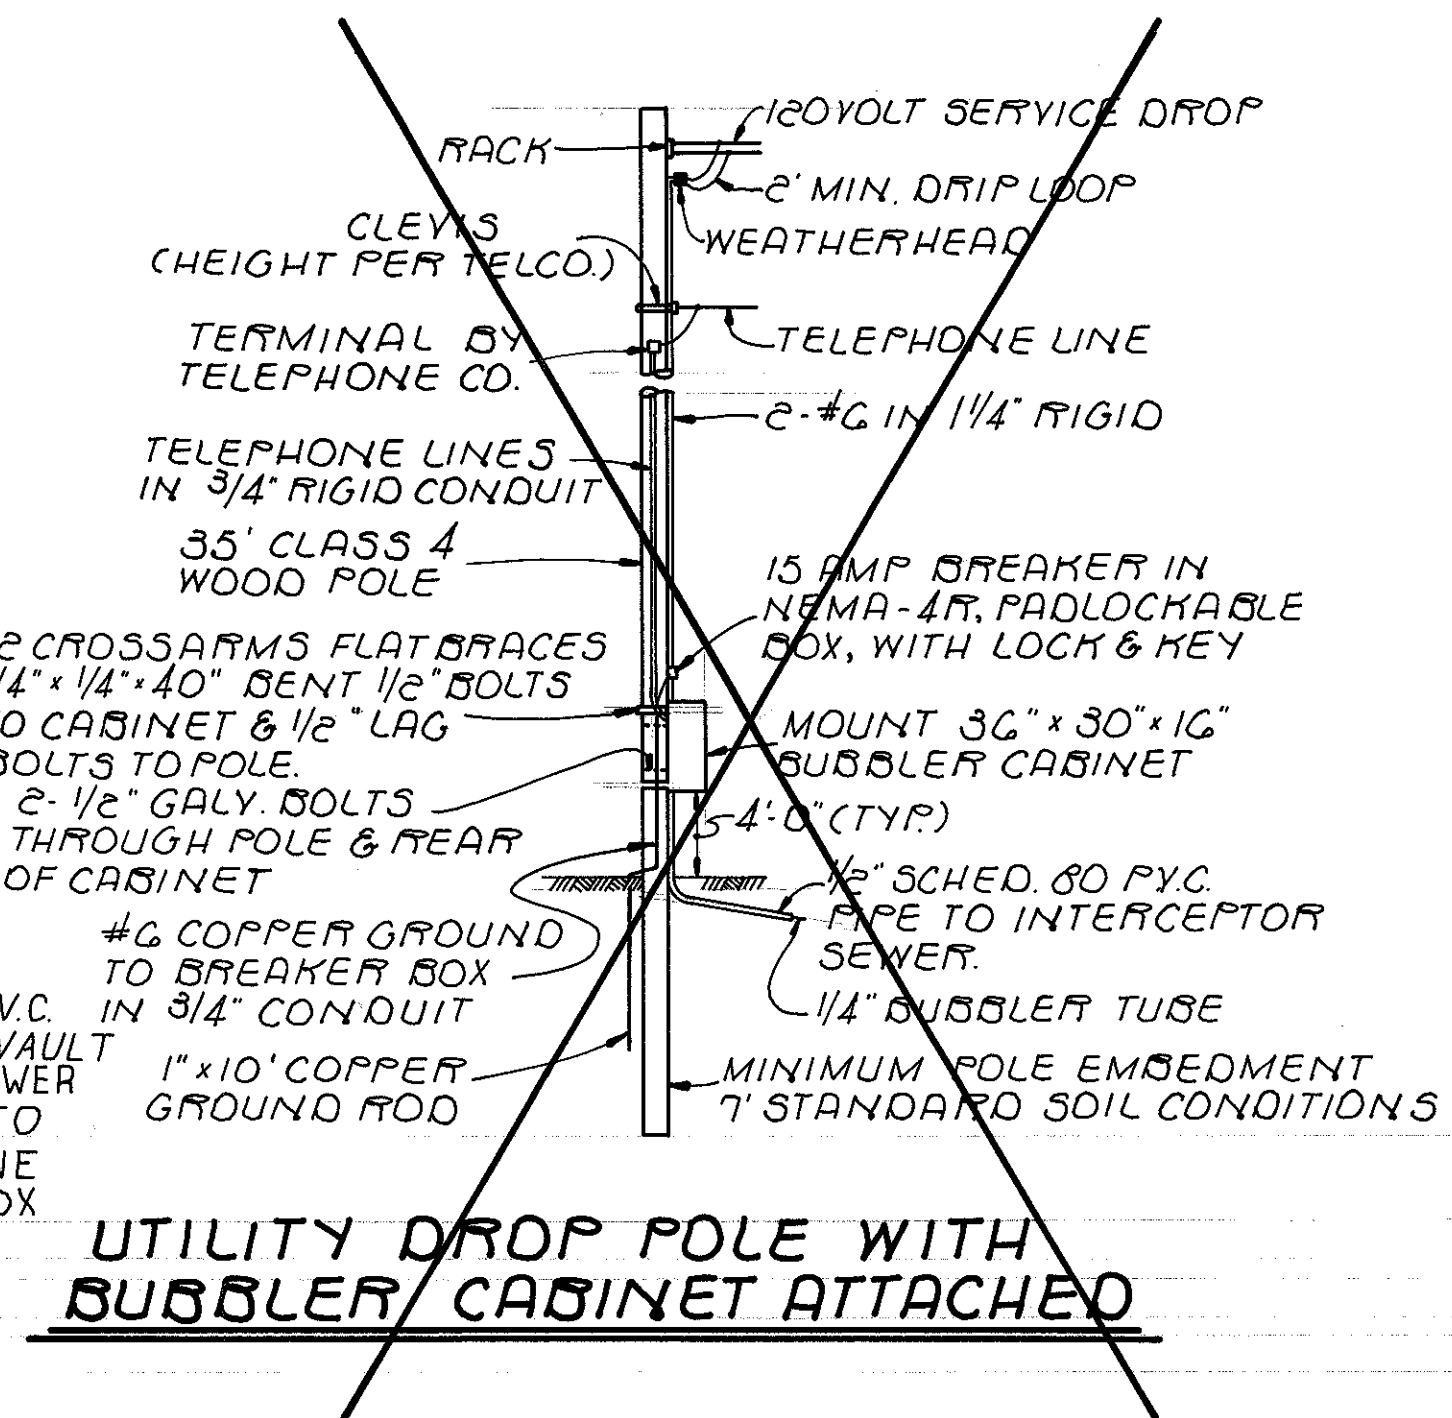 120 VOLT SERVICE DROP
RACK
2' MIN. DRIP LOOP
CLEVIS
(HEIGHT PER TELCO.)
WEATHERHEAD
TERMINAL BY
TELEPHONE CO.
TELEPHONE LINE
2-#6 IN 1 1/4" RIGID
TELEPHONE LINES
IN 3/4" RIGID CONDUIT
35' CLASS 4
WOOD POLE
15 AMP BREAKER IN
NEMA-4R, PADLOCKABLE
BOX, WITH LOCK & KEY
2 CROSSARMS FLAT BRACES
/4" x 1/4" x 40" BENT 1/2" BOLTS
O CABINET & 1/2" LAG
BOLTS TO POLE.
MOUNT 36" x 30" x 16"
BUBBLER CABINET
2-1/2" GALV. BOLTS
THROUGH POLE & REAR
OF CABINET
4'-0" (TYP.)
1/2" SCHED. 80 P.V.C.
PIPE TO INTERCEPTOR
SEWER.
#6 COPPER GROUND
TO BREAKER BOX
IN 3/4" CONDUIT
1/4" BUBBLER TUBE
V.C.
VAULT
WER
TO
NE
OX
1" x 10' COPPER
GROUND ROD
MINIMUM POLE EMBEDMENT
7' STANDARD SOIL CONDITIONS
UTILITY DROP POLE WITH
BUBBLER CABINET ATTACHED